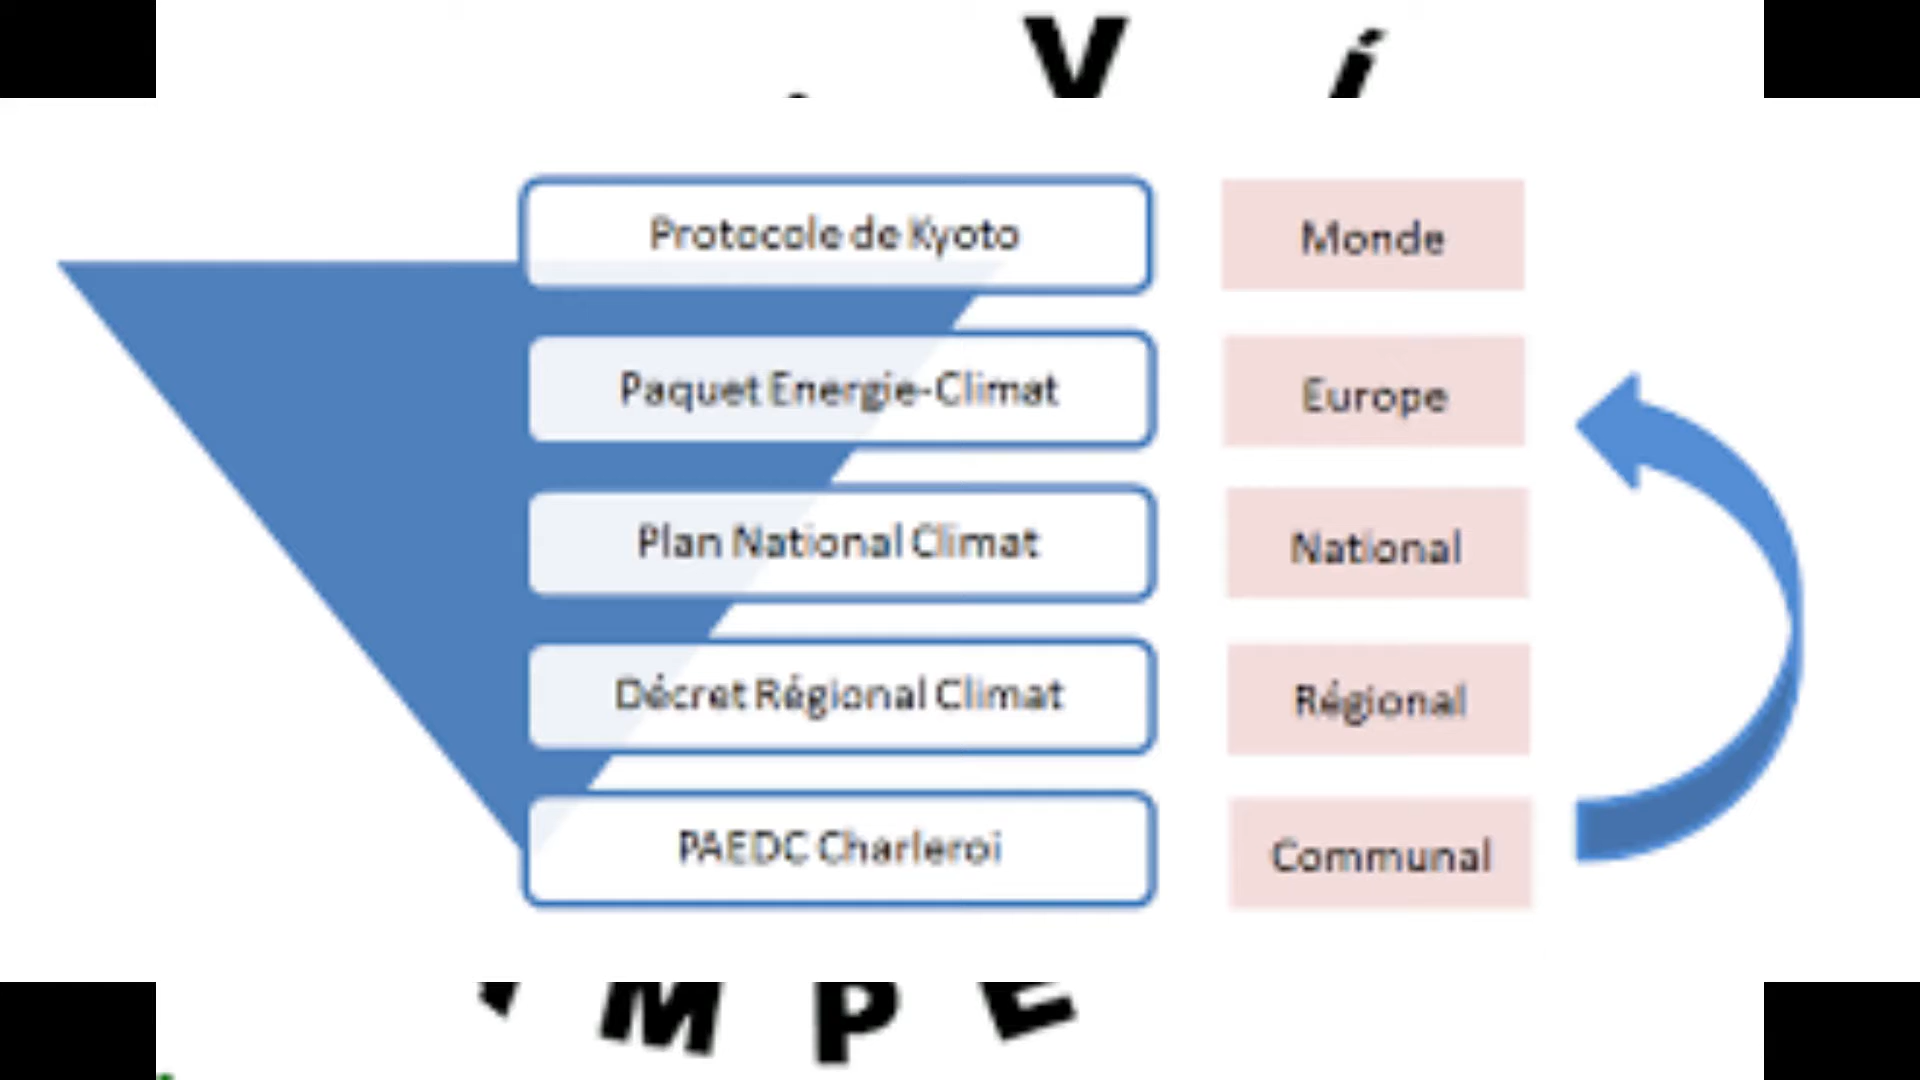 V i
Protocole de Kyoto Monde
Paquet Energie-Climat Europe
Plan National Climat National
Décret Régional Climat Régional
PAEDC Charleroi Communal
M P E